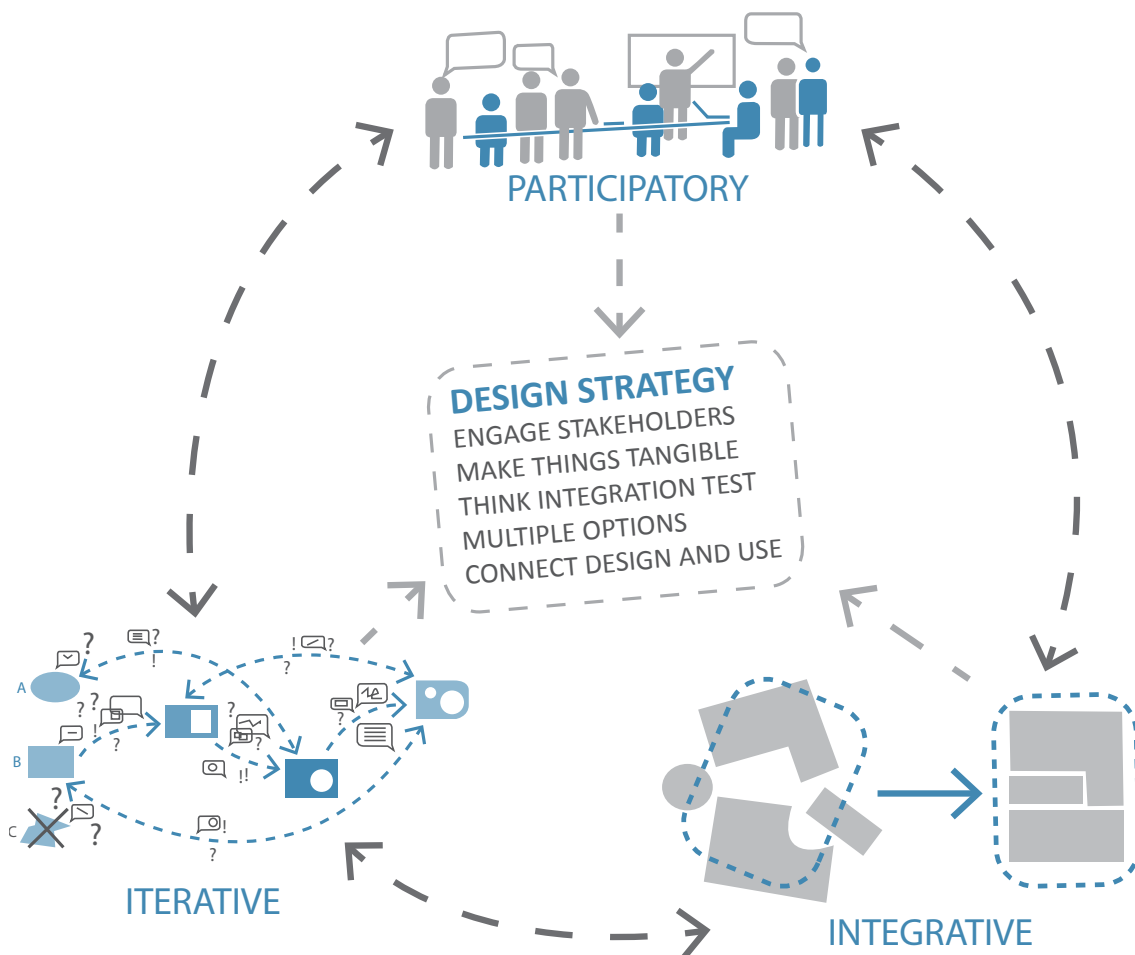 PARTICIPATORY
DESIGN STRATEGY
ENGAGE STAKEHOLDERS
MAKE THINGS TANGIBLE
THINK INTEGRATION TEST
MULTIPLE OPTIONS
CONNECT DESIGN AND USE
? ? ! ! ?
?
A
? ? !
? ?
?
B
!! 
? 
C ?
! ?
ITERATIVE
INTEGRATIVE